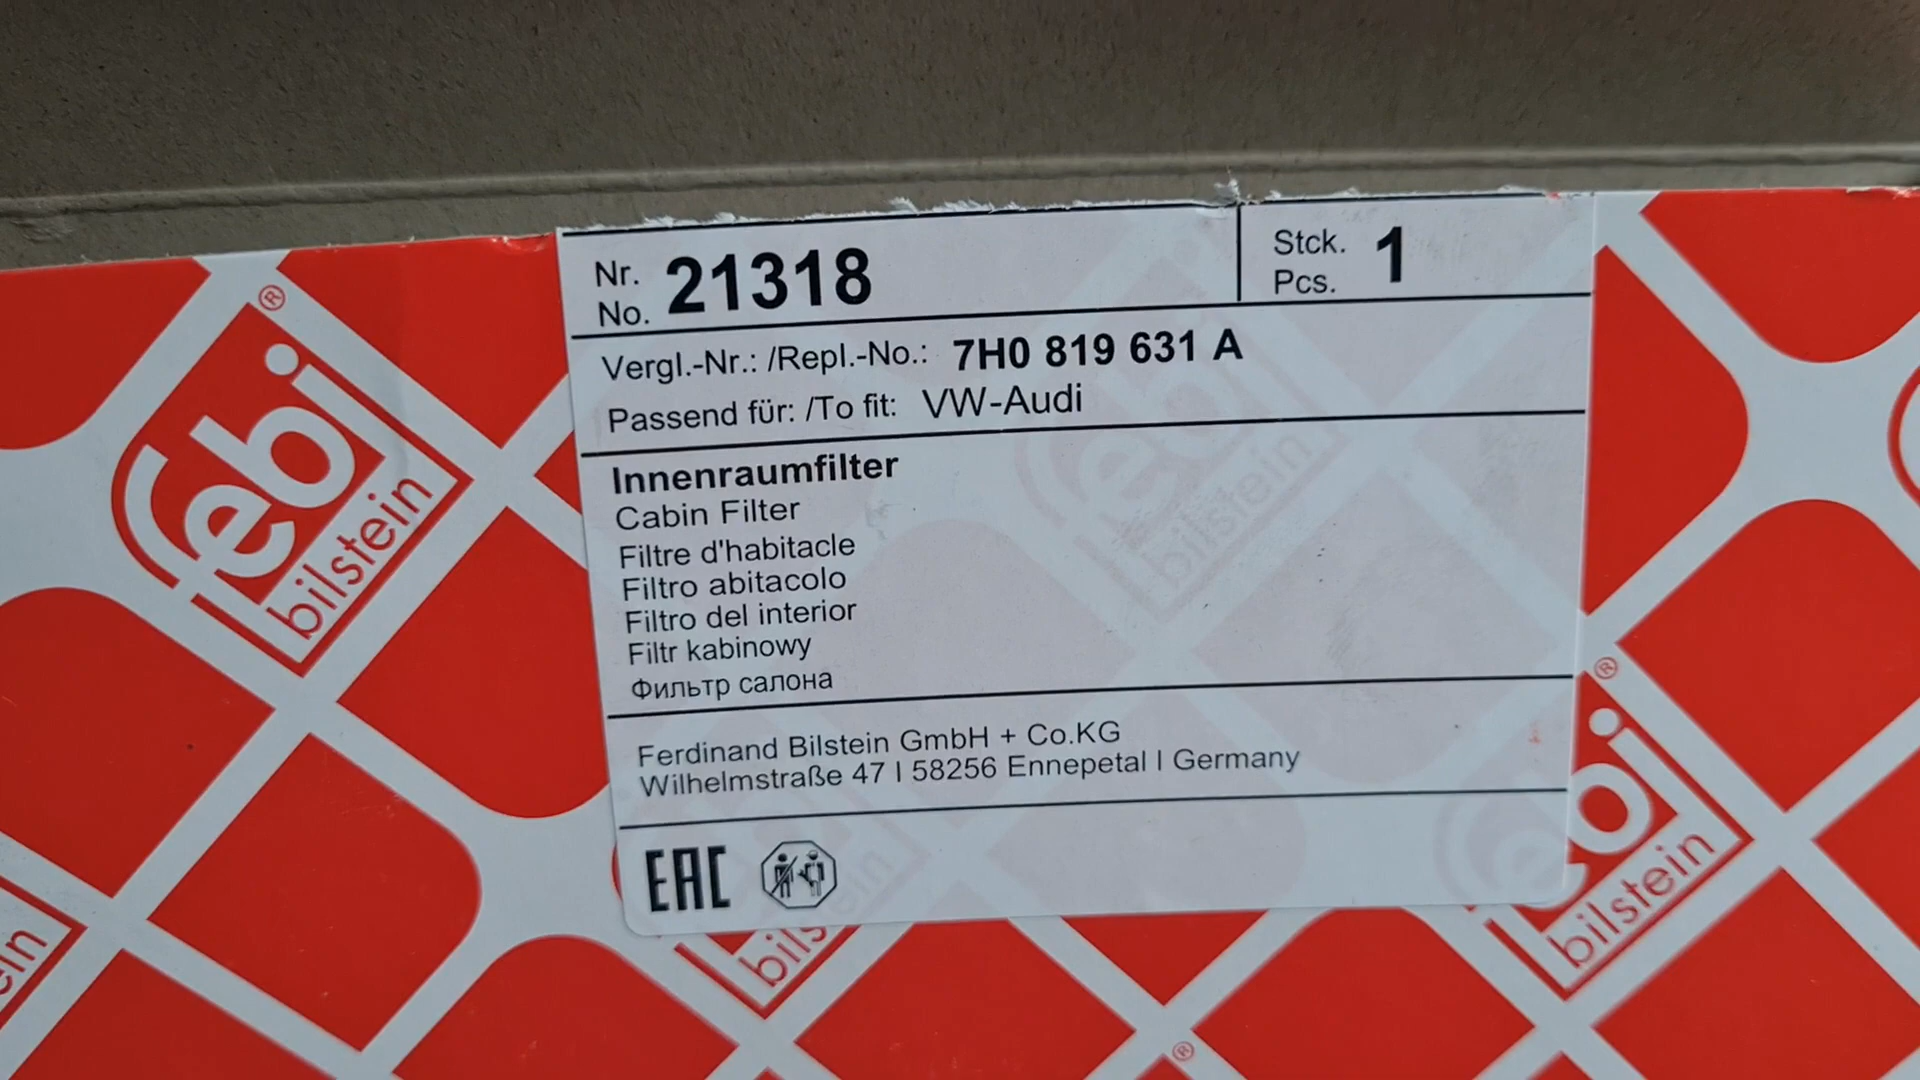 Nr.
No. 21318
Stck.
Pcs. 1
Vergl.-Nr.: /Repl.-No.: 7H0 819 631 A
Passend für: /To fit: VW-Audi
Innenraumfilter
Cabin Filter
Filtre d'habitacle
Filtro abitacolo
Filtro del interior
Filtr kabinowy
Фильтр салона
Ferdinand Bilstein GmbH + Co.KG
Wilhelmstraße 47 I 58256 Ennepetal I Germany
EAC
febi
bilstein
®
febi
bilstein
®
febi
bilstein
®